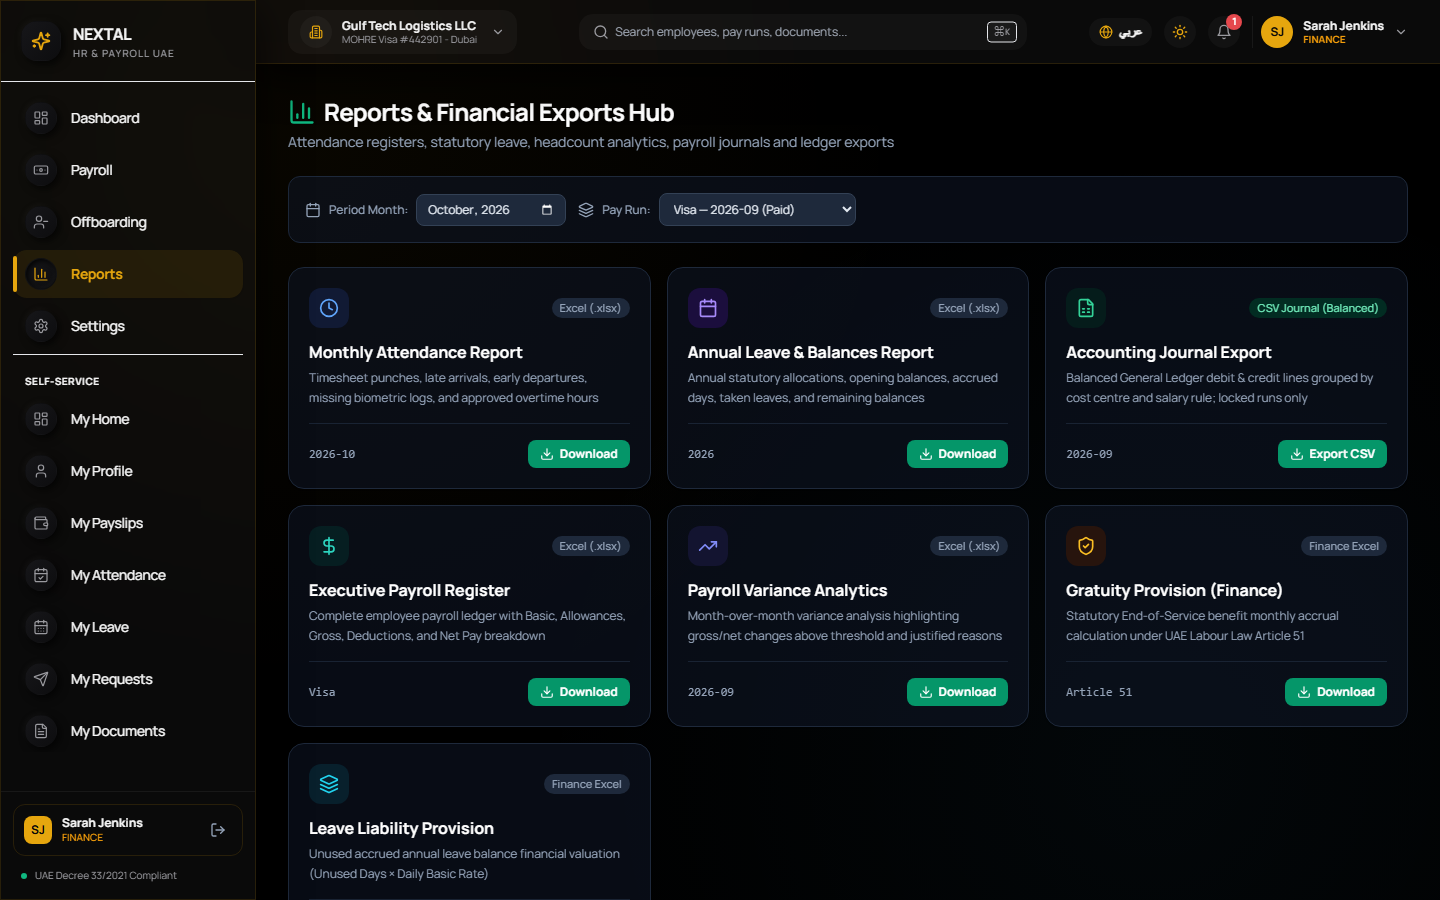 NEXTAL
HR & PAYROLL UAE
Dashboard
Payroll
Offboarding
Reports
Settings
SELF-SERVICE
My Home
My Profile
My Payslips
My Attendance
My Leave
My Requests
My Documents
SJ
Sarah Jenkins
FINANCE
UAE Decree 33/2021 Compliant
Gulf Tech Logistics LLC
MOHRE Visa #442901 - Dubai
Search employees, pay runs, documents...
⌘K
عربي
1
SJ
Sarah Jenkins
FINANCE
Reports & Financial Exports Hub
Attendance registers, statutory leave, headcount analytics, payroll journals and ledger exports
Period Month:
October, 2026
Pay Run:
Visa — 2026-09 (Paid)
Excel (.xlsx)
Monthly Attendance Report
Timesheet punches, late arrivals, early departures,
missing biometric logs, and approved overtime hours
2026-10
Download
Excel (.xlsx)
Annual Leave & Balances Report
Annual statutory allocations, opening balances, accrued
days, taken leaves, and remaining balances
2026
Download
CSV Journal (Balanced)
Accounting Journal Export
Balanced General Ledger debit & credit lines grouped by
cost centre and salary rule; locked runs only
2026-09
Export CSV
Excel (.xlsx)
Executive Payroll Register
Complete employee payroll ledger with Basic, Allowances,
Gross, Deductions, and Net Pay breakdown
Visa
Download
Excel (.xlsx)
Payroll Variance Analytics
Month-over-month variance analysis highlighting
gross/net changes above threshold and justified reasons
2026-09
Download
Finance Excel
Gratuity Provision (Finance)
Statutory End-of-Service benefit monthly accrual
calculation under UAE Labour Law Article 51
Article 51
Download
Finance Excel
Leave Liability Provision
Unused accrued annual leave balance financial valuation
(Unused Days × Daily Basic Rate)